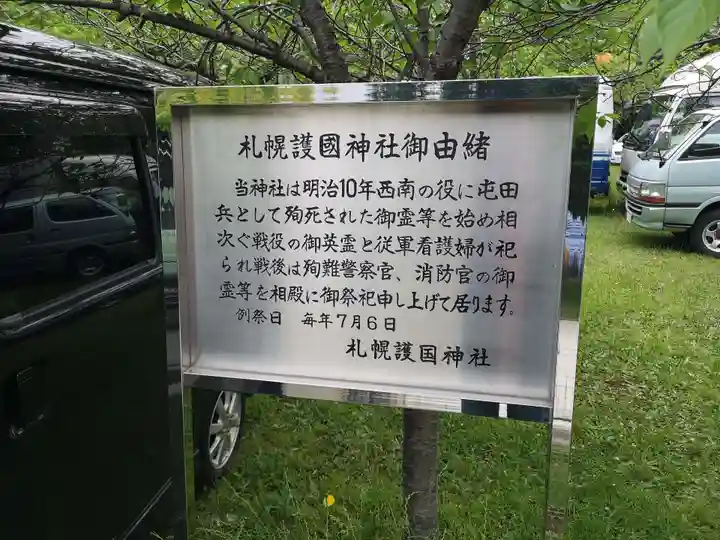 札幌護國神社御由緒
当神社は明治10年西南の役に屯田
兵として殉死された御霊等を始め相
次ぐ戦役の御英霊と従軍看護婦が祀
られ戦後は殉難警察官、消防官の御
霊等を相殿に御祭祀申し上げて居ります。
例祭日 毎年7月6日
札幌護国神社